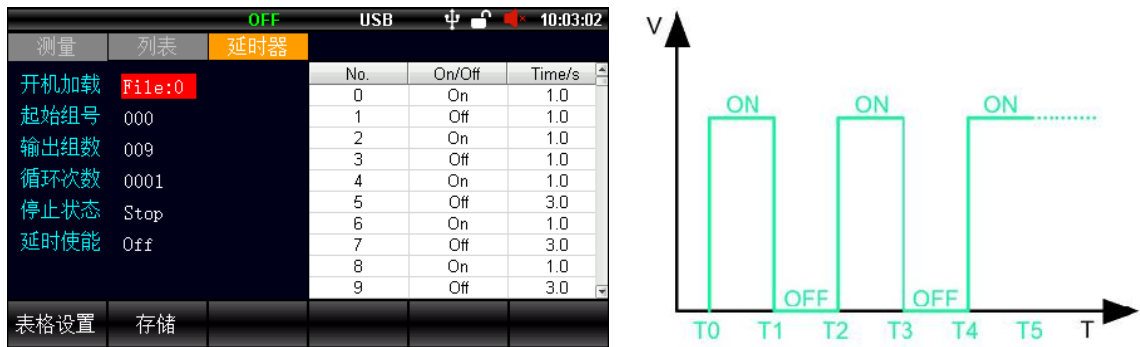 OFF USB 10:03:02
测量 列表 延时器
开机加载 File:0
起始组号 000
输出组数 009
循环次数 0001
停止状态 Stop
延时使能 Off
No. On/Off Time/s
0 On 1.0
1 Off 1.0
2 On 1.0
3 Off 1.0
4 On 1.0
5 Off 3.0
6 On 1.0
7 Off 3.0
8 On 1.0
9 Off 3.0
表格设置 存储
V
ON ON ON
OFF OFF
T0 T1 T2 T3 T4 T5 T